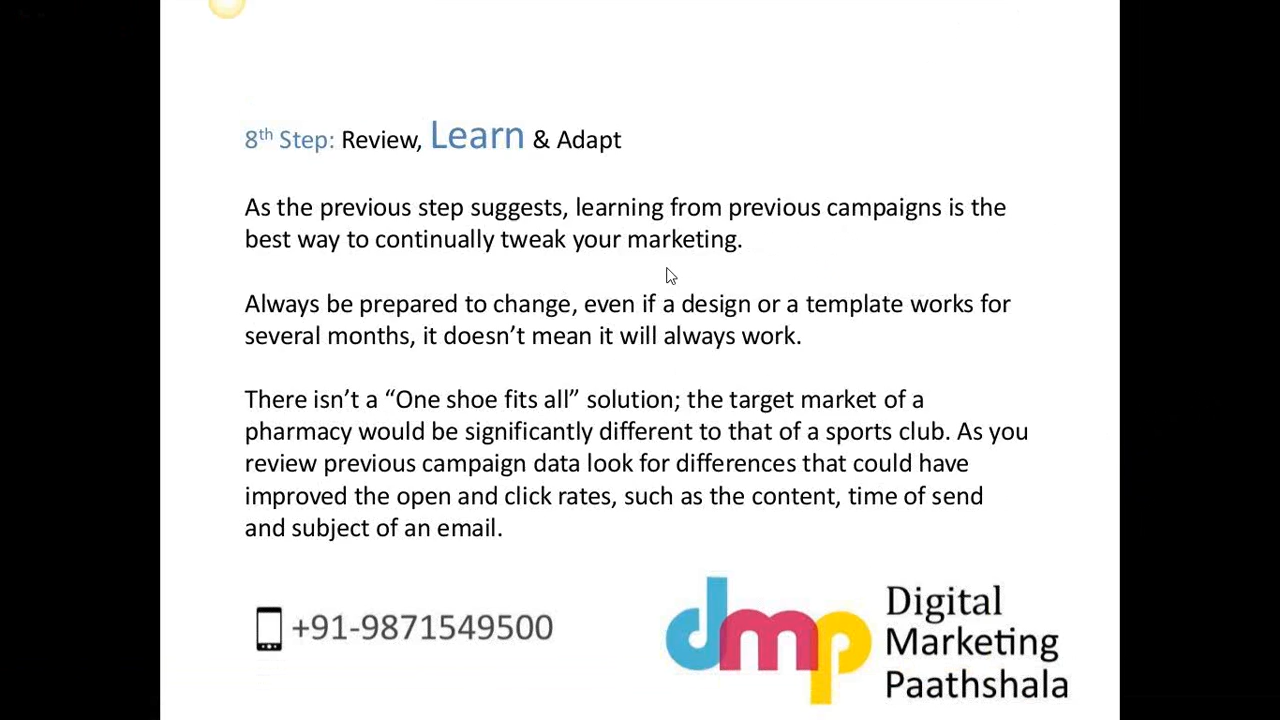 8th Step: Review, Learn & Adapt
As the previous step suggests, learning from previous campaigns is the
best way to continually tweak your marketing.
Always be prepared to change, even if a design or a template works for
several months, it doesn’t mean it will always work.
There isn’t a “One shoe fits all” solution; the target market of a
pharmacy would be significantly different to that of a sports club. As you
review previous campaign data look for differences that could have
improved the open and click rates, such as the content, time of send
and subject of an email.
+91-9871549500
dmp
Digital
Marketing
Paathshala